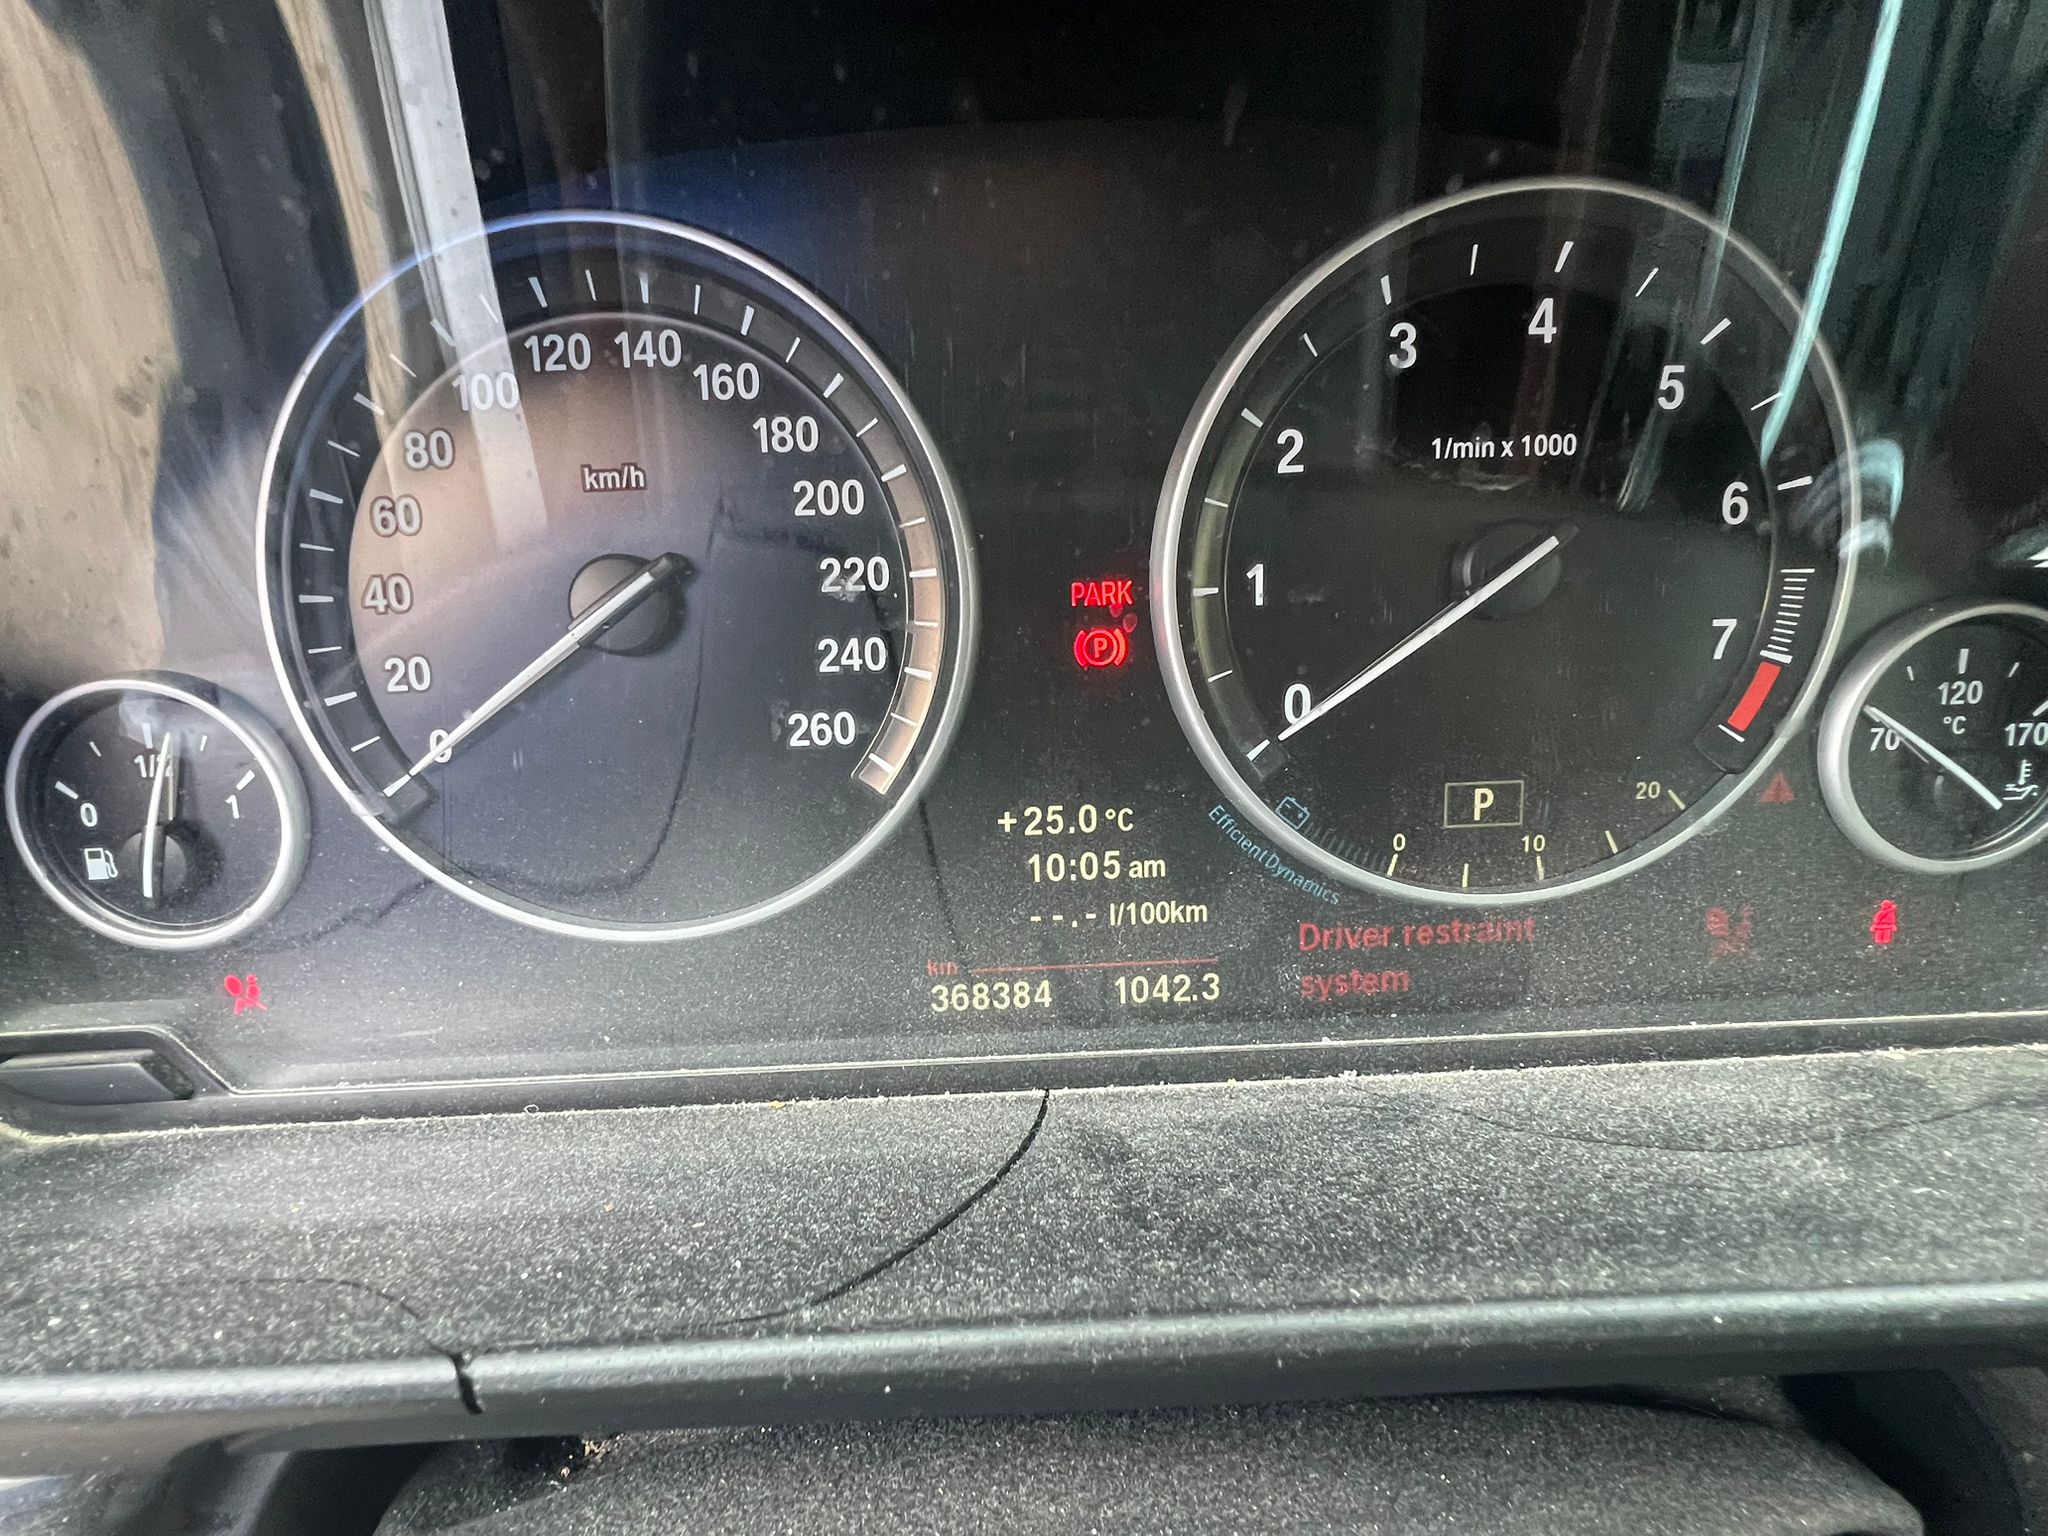 0
20
40
60
80
100
120
140
160
180
200
220
240
260
km/h
0
1/2
1
PARK
P
0
1
2
3
4
5
6
7
1/min x 1000
P
0
10
20
EfficientDynamics
70
120
170
°C
+25.0 °C
10:05 am
--.- l/100km
km
368384 1042.3
Driver restraint
system